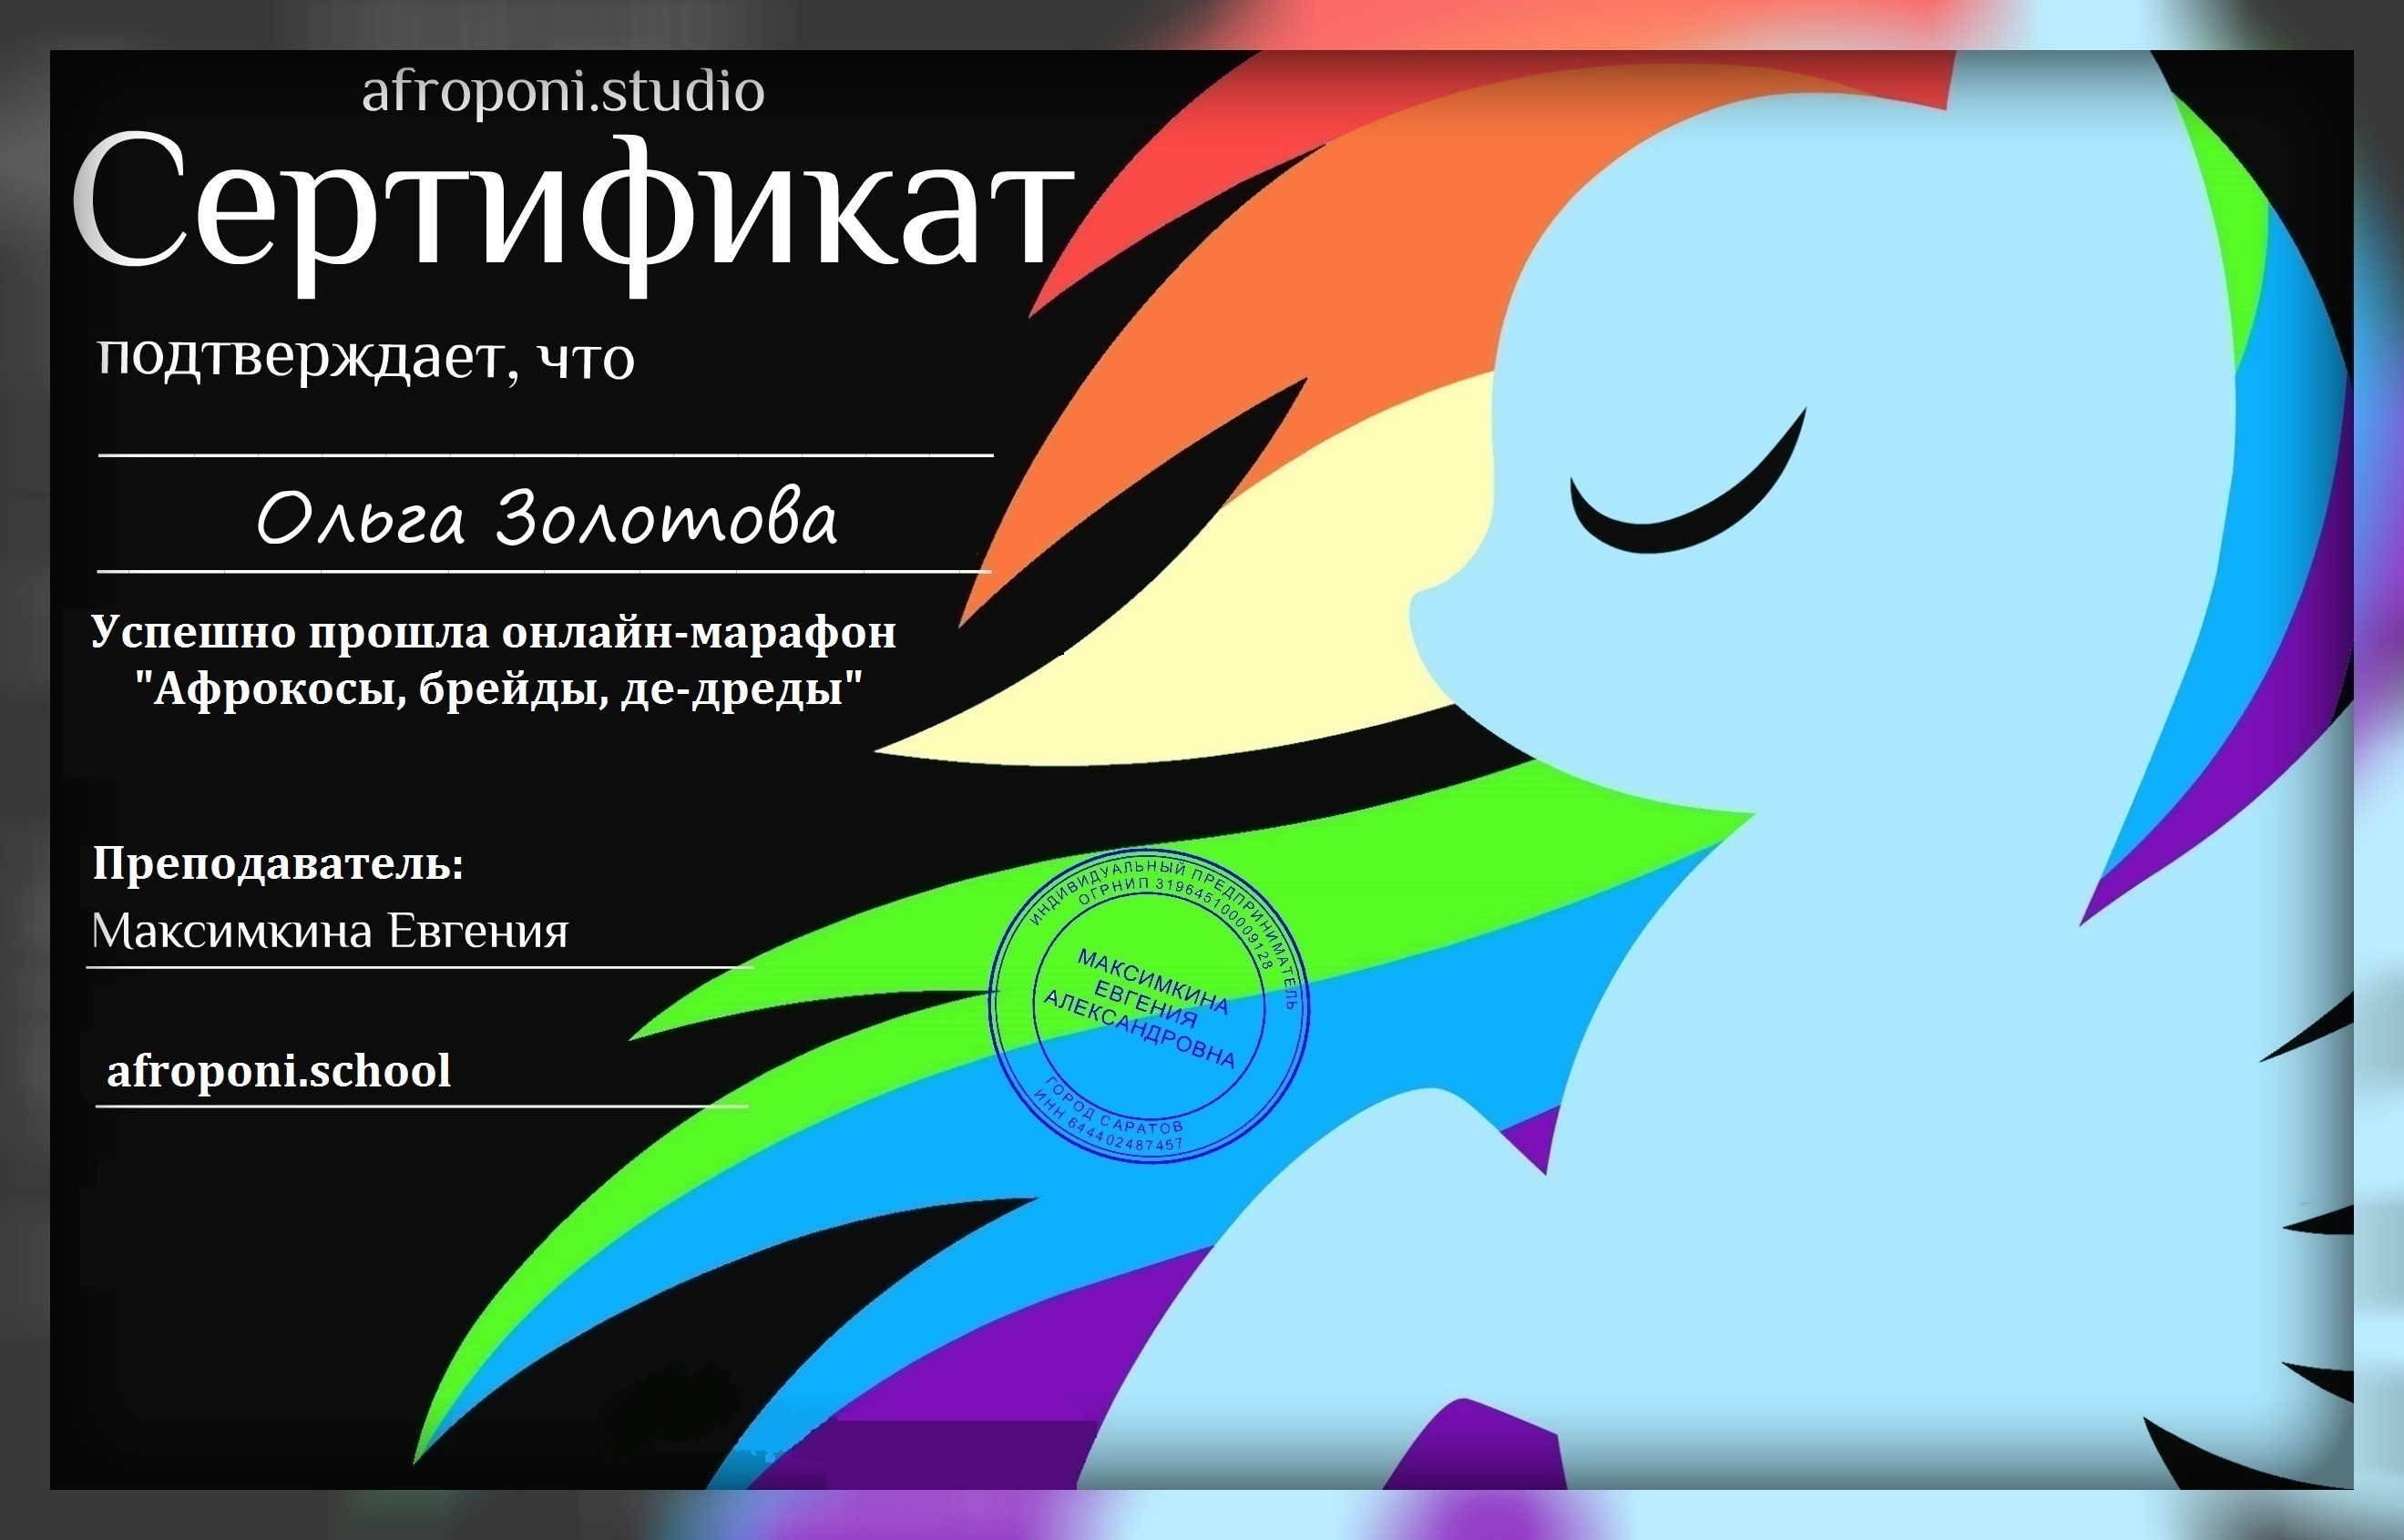 afroponi.studio
Сертификат
подтверждает, что
Ольга Золотова
Успешно прошла онлайн-марафон
"Афрокосы, брейды, де-дреды"
Преподаватель:
Максимкина Евгения
afroponi.school
ИНДИВИДУАЛЬНЫЙ ПРЕДПРИНИМАТЕЛЬ
ОГРНИП 319645100009128
МАКСИМКИНА
ЕВГЕНИЯ
АЛЕКСАНДРОВНА
ГОРОД САРАТОВ
ИНН 644402487457